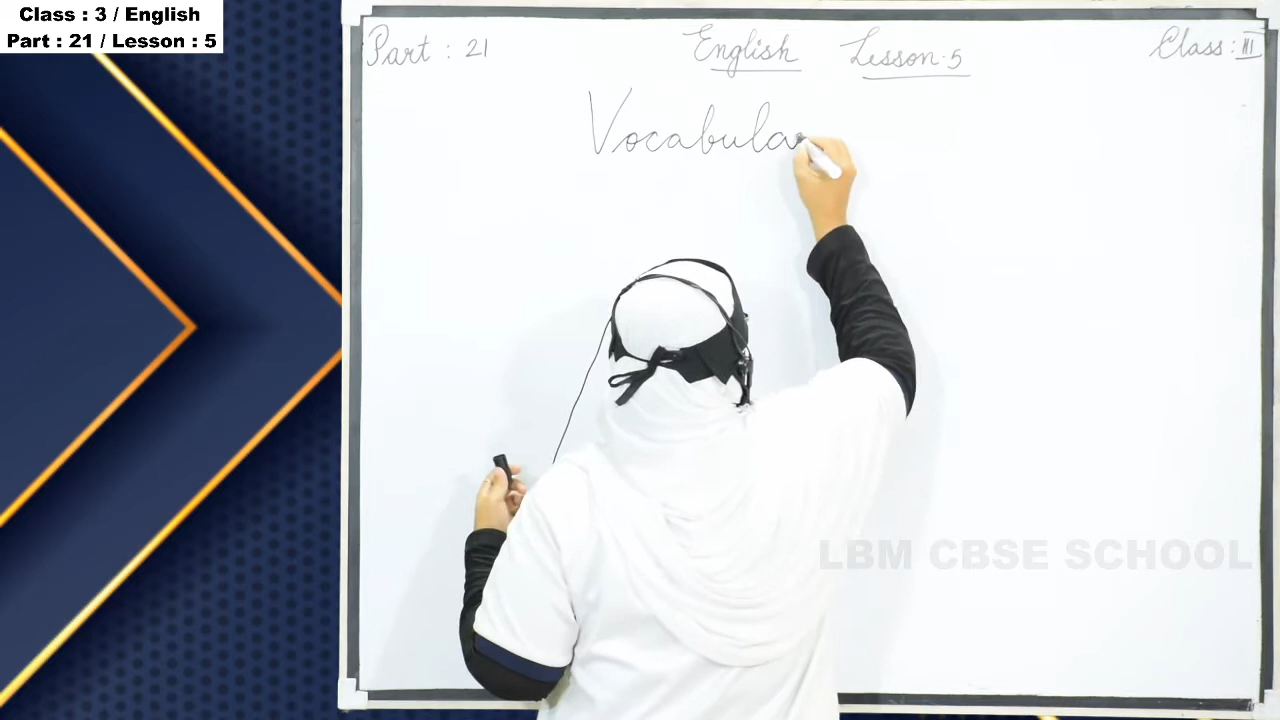 Class : 3 / English
Part : 21 / Lesson : 5
Part : 21 English Lesson-5 Class : III
Vocabula
LBM CBSE SCHOOL